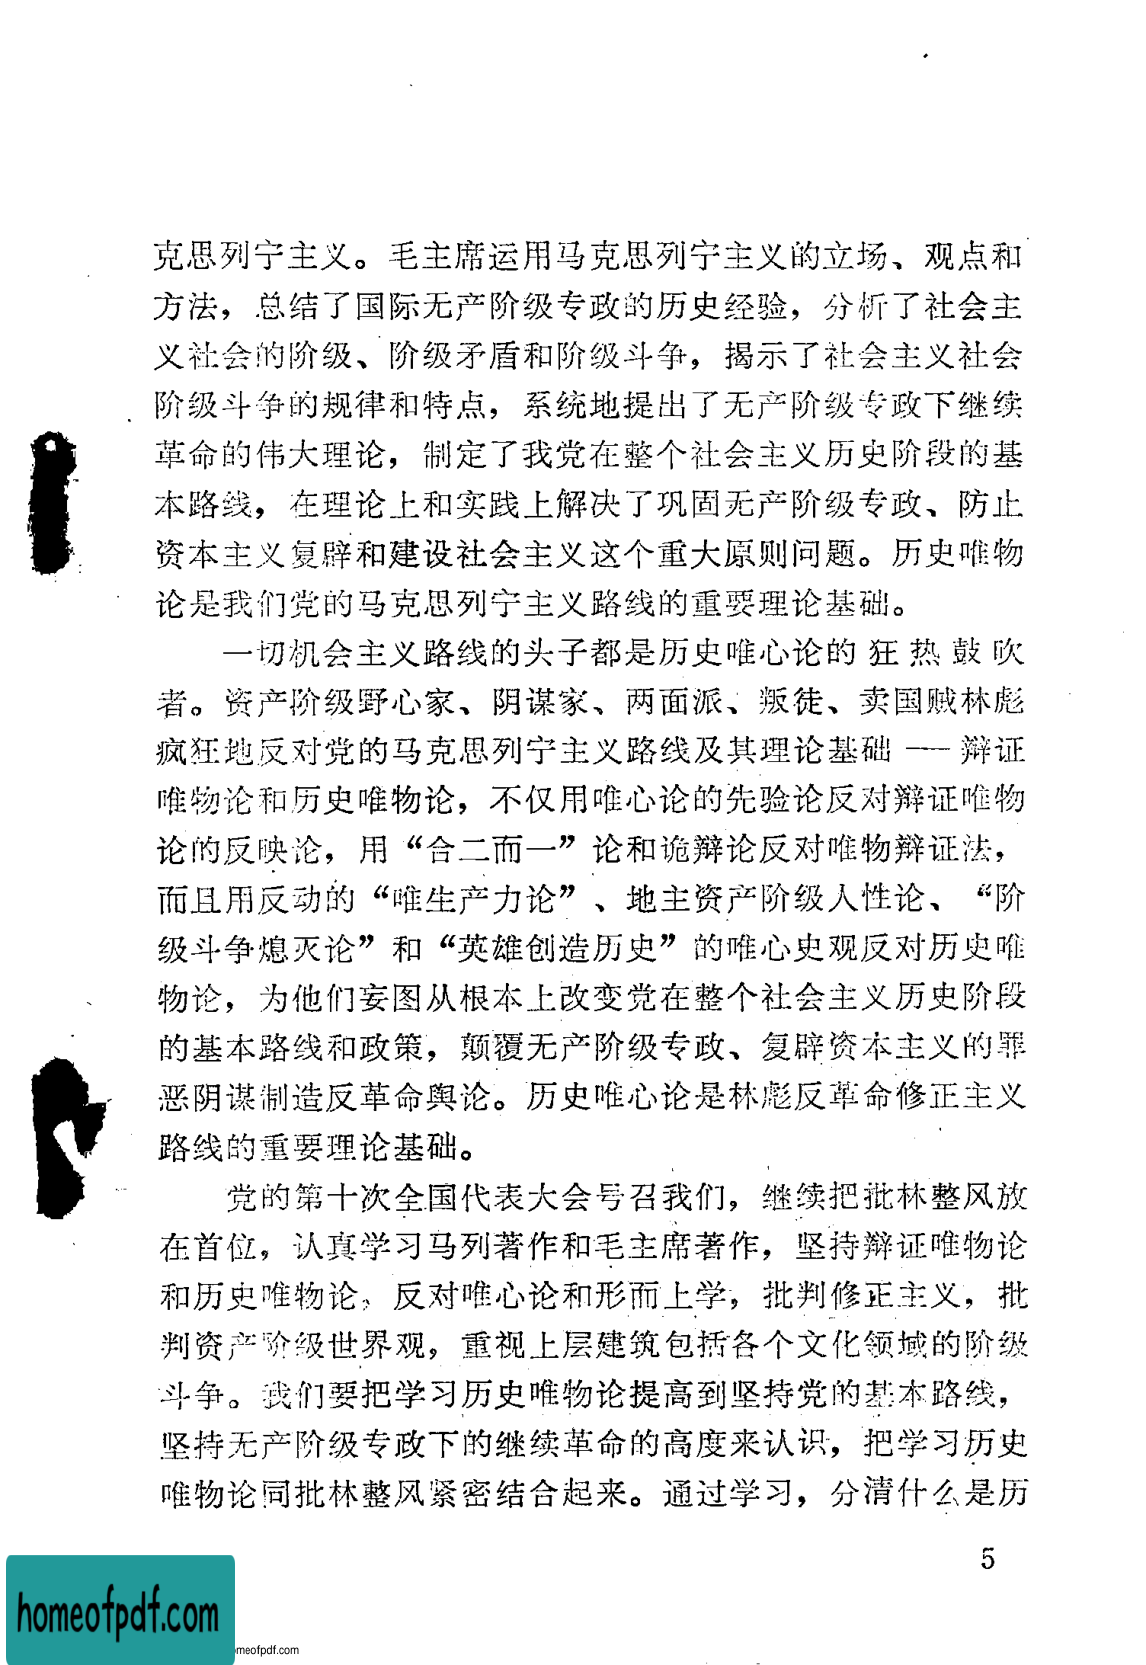 克思列宁主义。毛主席运用马克思列宁主义的立场、观点和
方法，总结了国际无产阶级专政的历史经验，分析了社会主
义社会的阶级、阶级矛盾和阶级斗争，揭示了社会主义社会
阶级斗争的规律和特点，系统地提出了无产阶级专政下继续
革命的伟大理论，制定了我党在整个社会主义历史阶段的基
本路线，在理论上和实践上解决了巩固无产阶级专政、防止
资本主义复辟和建设社会主义这个重大原则问题。历史唯物
论是我们党的马克思列宁主义路线的重要理论基础。
一切机会主义路线的头子都是历史唯心论的狂热鼓吹
者。资产阶级野心家、阴谋家、两面派、叛徒、卖国贼林彪
疯狂地反对党的马克思列宁主义路线及其理论基础——辩证
唯物论和历史唯物论，不仅用唯心论的先验论反对辩证唯物
论的反映论，用“合二而一”论和诡辩论反对唯物辩证法，
而且用反动的“唯生产力论”、地主资产阶级人性论、“阶
级斗争熄灭论”和“英雄创造历史”的唯心史观反对历史唯
物论，为他们妄图从根本上改变党在整个社会主义历史阶段
的基本路线和政策，颠覆无产阶级专政、复辟资本主义的罪
恶阴谋制造反革命舆论。历史唯心论是林彪反革命修正主义
路线的重要理论基础。
党的第十次全国代表大会号召我们，继续把批林整风放
在首位，认真学习马列著作和毛主席著作，坚持辩证唯物论
和历史唯物论，反对唯心论和形而上学，批判修正主义，批
判资产阶级世界观，重视上层建筑包括各个文化领域的阶级
斗争。我们要把学习历史唯物论提高到坚持党的基本路线，
坚持无产阶级专政下的继续革命的高度来认识，把学习历史
唯物论同批林整风紧密结合起来。通过学习，分清什么是历
5
homeofpdf.com
meofpdf.com